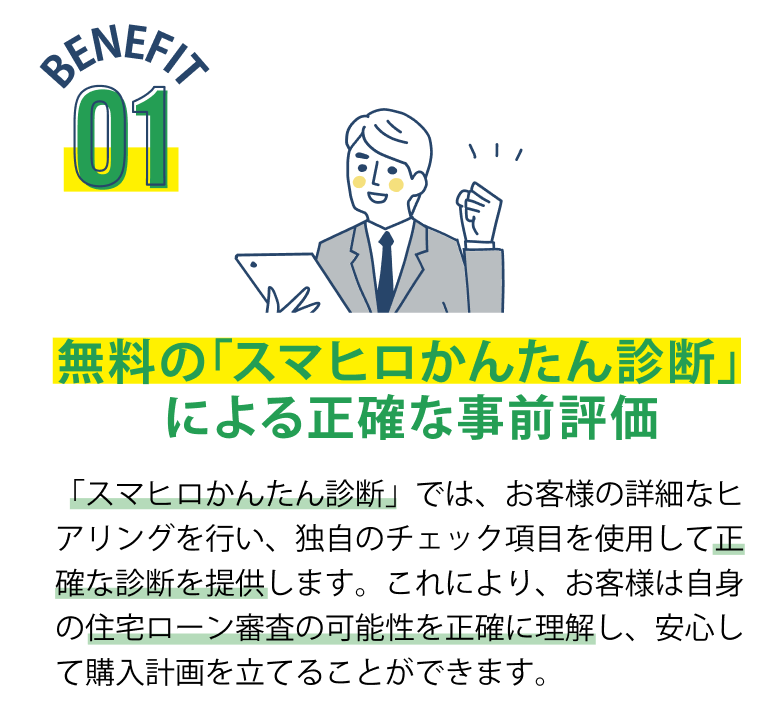 BENEFIT
01
無料の「スマヒロかんたん診断」
による正確な事前評価
「スマヒロかんたん診断」では、お客様の詳細なヒ
アリングを行い、独自のチェック項目を使用して正
確な診断を提供します。これにより、お客様は自身
の住宅ローン審査の可能性を正確に理解し、安心し
て購入計画を立てることができます。